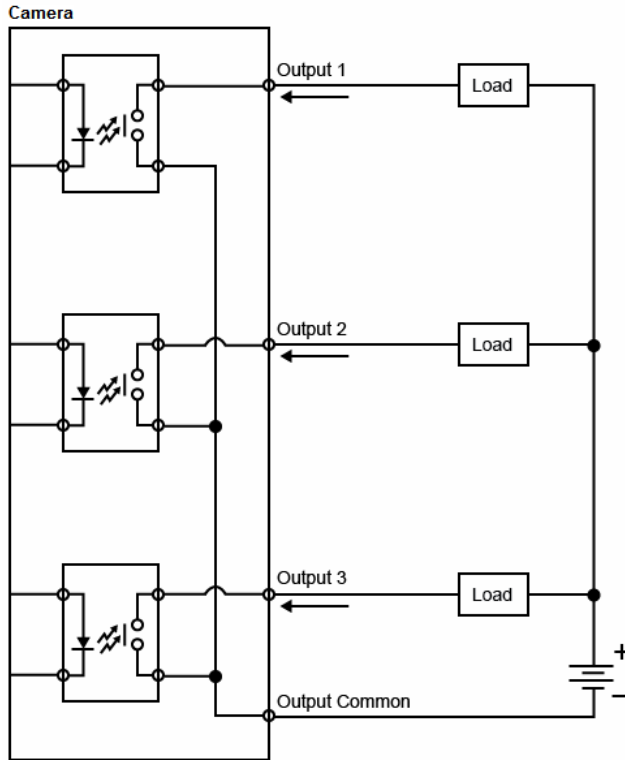 Camera
Output 1
Load
Output 2
Load
Output 3
Load
+
Output Common
−